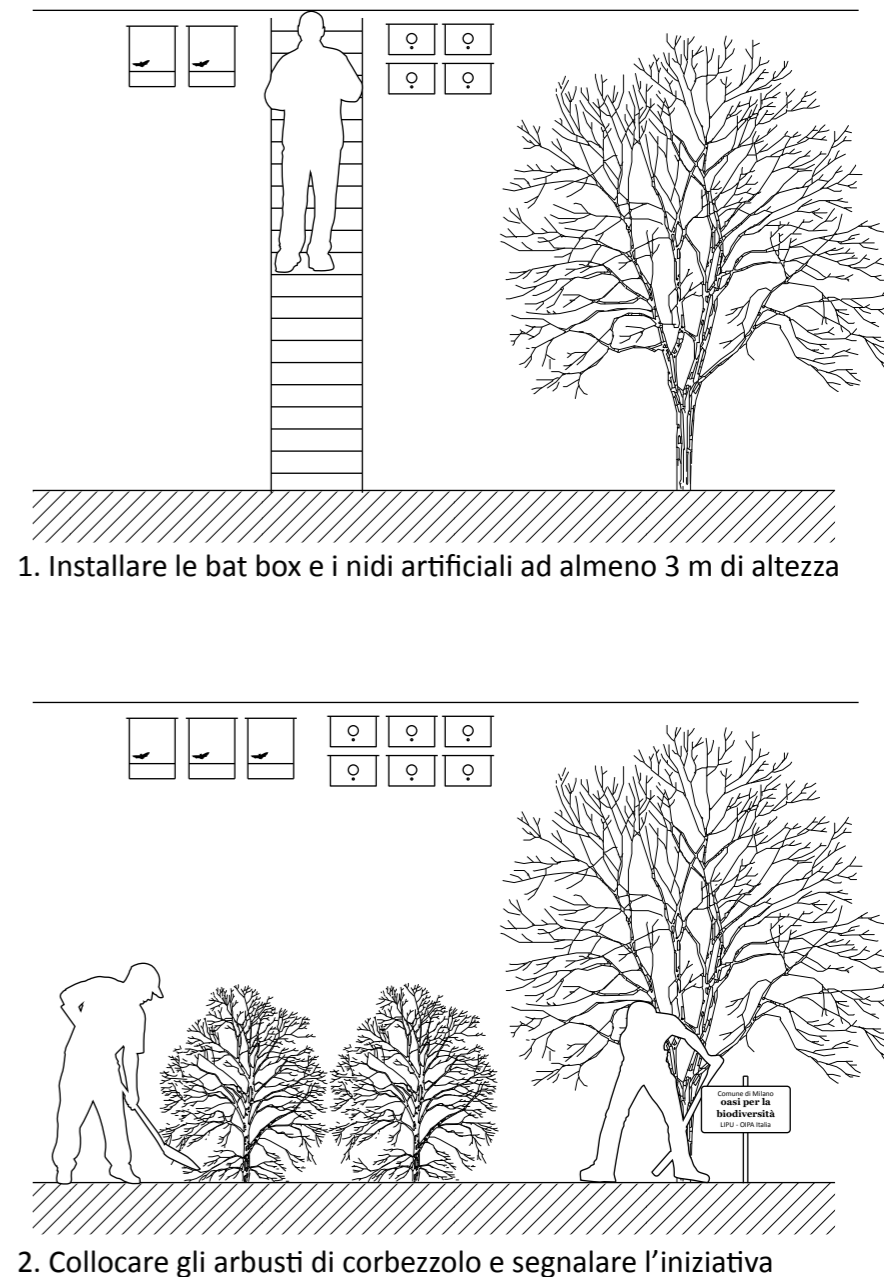 1. Installare le bat box e i nidi artificiali ad almeno 3 m di altezza
Comune di Milano
oasi per la
biodiversità
LIPU - OIPA Italia
2. Collocare gli arbusti di corbezzolo e segnalare l’iniziativa